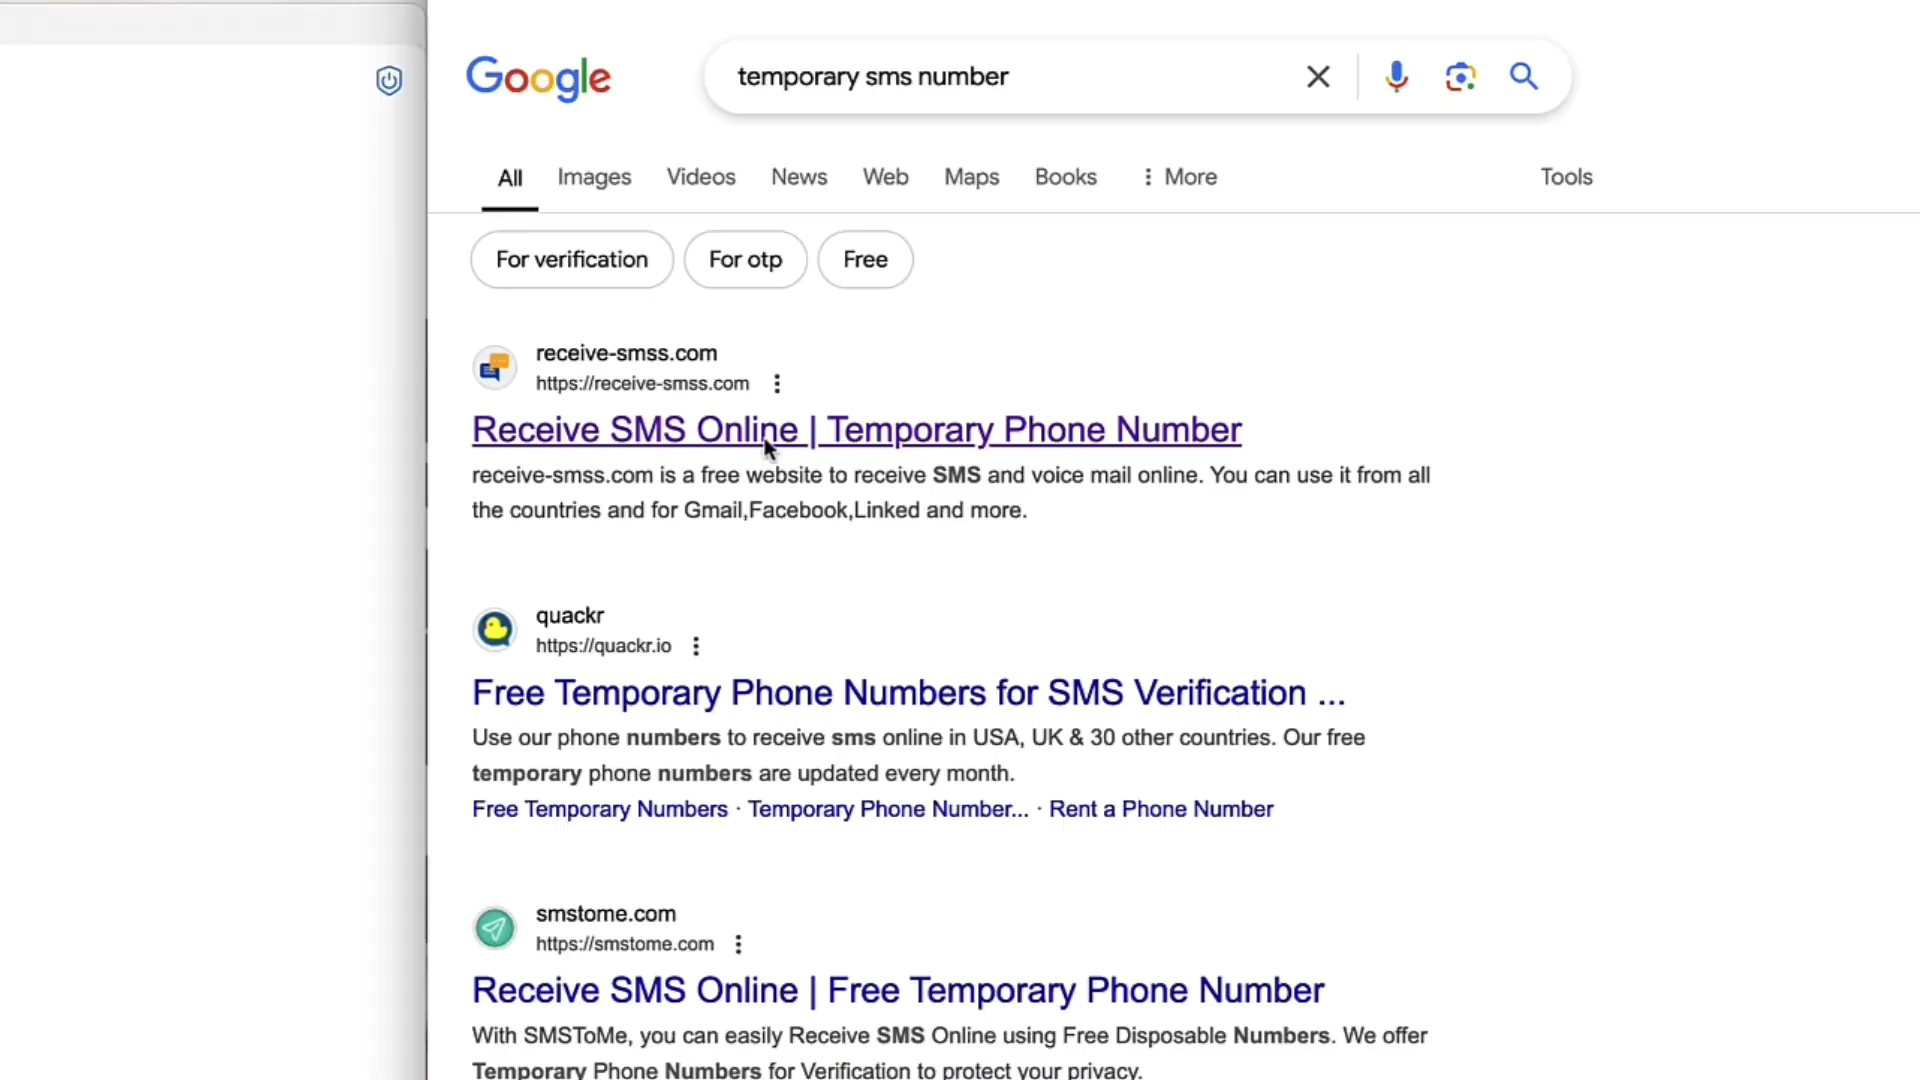 Google
temporary sms number
All Images Videos News Web Maps Books More Tools
For verification For otp Free
receive-smss.com
https://receive-smss.com
Receive SMS Online | Temporary Phone Number
receive-smss.com is a free website to receive SMS and voice mail online. You can use it from all
the countries and for Gmail,Facebook,Linked and more.
quackr
https://quackr.io
Free Temporary Phone Numbers for SMS Verification ...
Use our phone numbers to receive sms online in USA, UK & 30 other countries. Our free
temporary phone numbers are updated every month.
Free Temporary Numbers · Temporary Phone Number... · Rent a Phone Number
smstome.com
https://smstome.com
Receive SMS Online | Free Temporary Phone Number
With SMSToMe, you can easily Receive SMS Online using Free Disposable Numbers. We offer
Temporary Phone Numbers for Verification to protect your privacy.